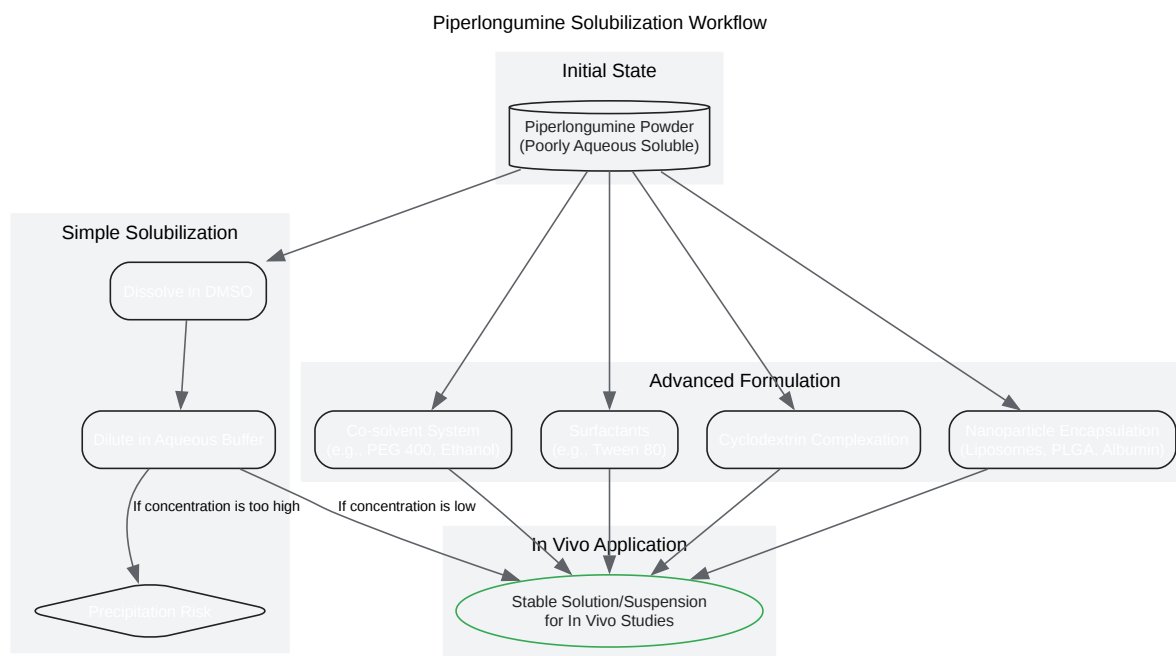 Piperlongumine Solubilization Workflow
Initial State
Piperlongumine Powder
(Poorly Aqueous Soluble)
Simple Solubilization
Dissolve in DMSO
Dilute in Aqueous Buffer
If concentration is too high
If concentration is low
Precipitation Risk
Advanced Formulation
Co-solvent System
(e.g., PEG 400, Ethanol)
Surfactants
(e.g., Tween 80)
Cyclodextrin Complexation
Nanoparticle Encapsulation
(Liposomes, PLGA, Albumin)
In Vivo Application
Stable Solution/Suspension
for In Vivo Studies